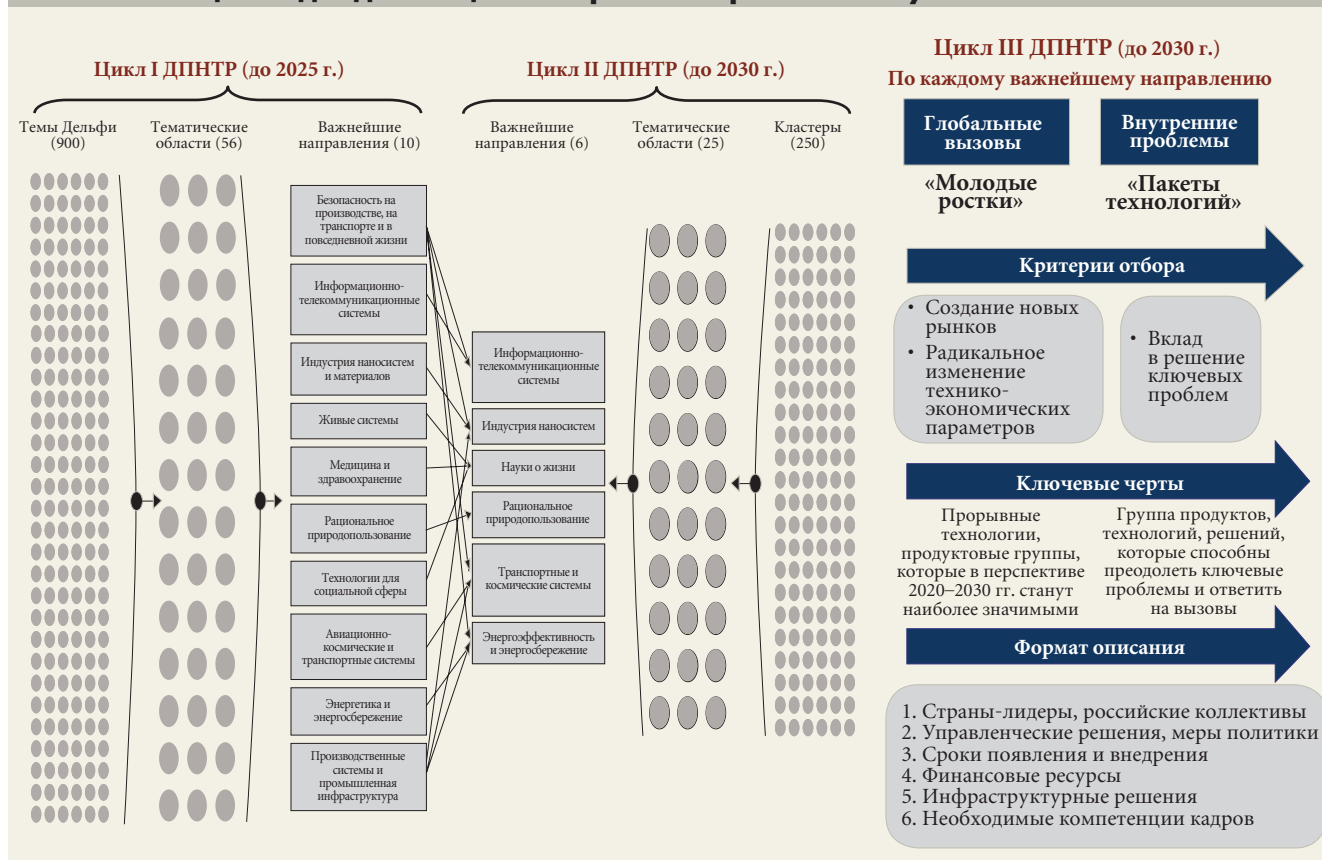 Цикл I ДПНТР (до 2025 г.)
Темы Дельфи
(900)
Тематические
области (56)
Важнейшие
направления (10)
Безопасность на
производстве, на
транспорте и в
повседневной жизни
Информационно-
телекоммуникационные
системы
Индустрия наносистем
и материалов
Живые системы
Медицина и
здравоохранение
Рациональное
природопользование
Технологии для
социальной сферы
Авиационно-
космические и
транспортные системы
Энергетика и
энергосбережение
Производственные
системы и
промышленная
инфраструктура
Цикл II ДПНТР (до 2030 г.)
Важнейшие
направления (6)
Тематические
области (25)
Кластеры
(250)
Информационно-
телекоммуникационные
системы
Индустрия наносистем
Науки о жизни
Рациональное
природопользование
Транспортные и
космические системы
Энергоэффективность
и энергосбережение
Цикл III ДПНТР (до 2030 г.)
По каждому важнейшему направлению
Глобальные
вызовы
Внутренние
проблемы
«Молодые
ростки»
«Пакеты
технологий»
Критерии отбора
• Создание новых
рынков
• Радикальное
изменение
технико-
экономических
параметров
• Вклад
в решение
ключевых
проблем
Ключевые черты
Прорывные
технологии,
продуктовые группы,
которые в перспективе
2020–2030 гг. станут
наиболее значимыми
Группа продуктов,
технологий, решений,
которые способны
преодолеть ключевые
проблемы и ответить
на вызовы
Формат описания
1. Страны-лидеры, российские коллективы
2. Управленческие решения, меры политики
3. Сроки появления и внедрения
4. Финансовые ресурсы
5. Инфраструктурные решения
6. Необходимые компетенции кадров